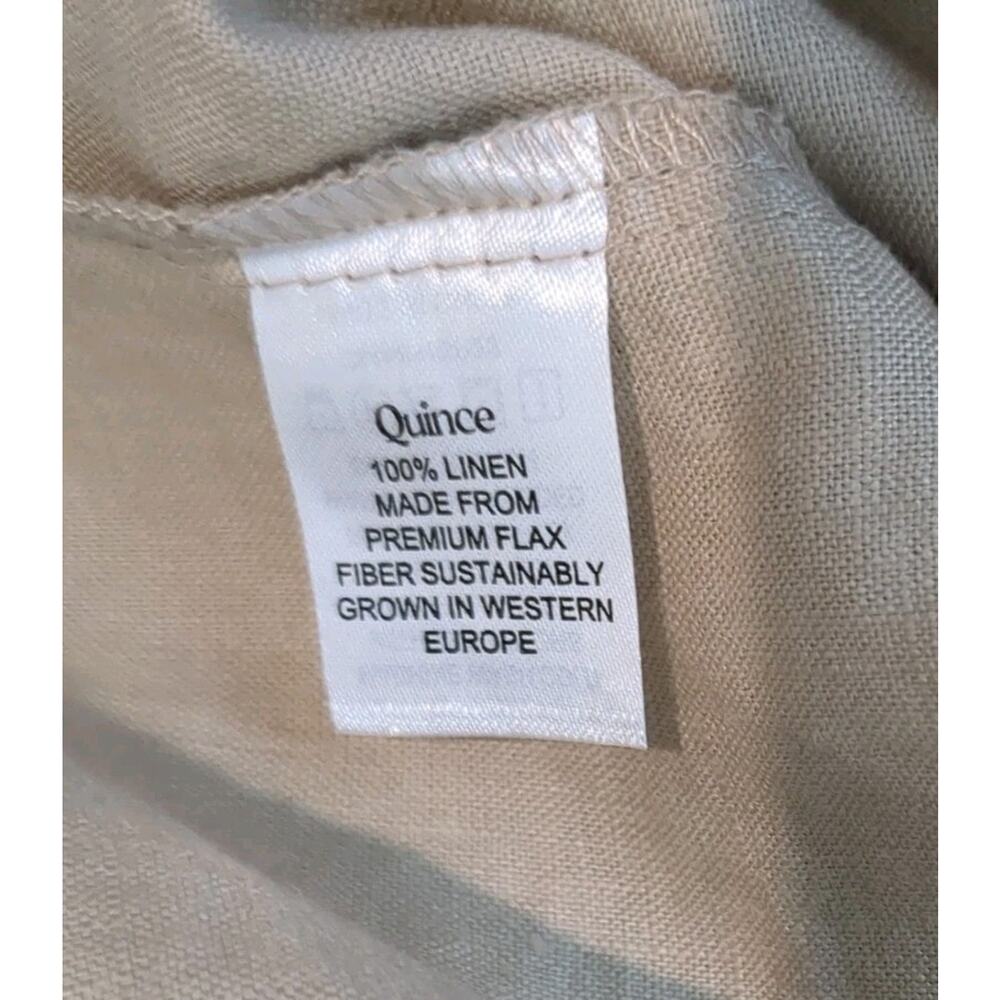 Quince
100% LINEN
MADE FROM
PREMIUM FLAX
FIBER SUSTAINABLY
GROWN IN WESTERN
EUROPE